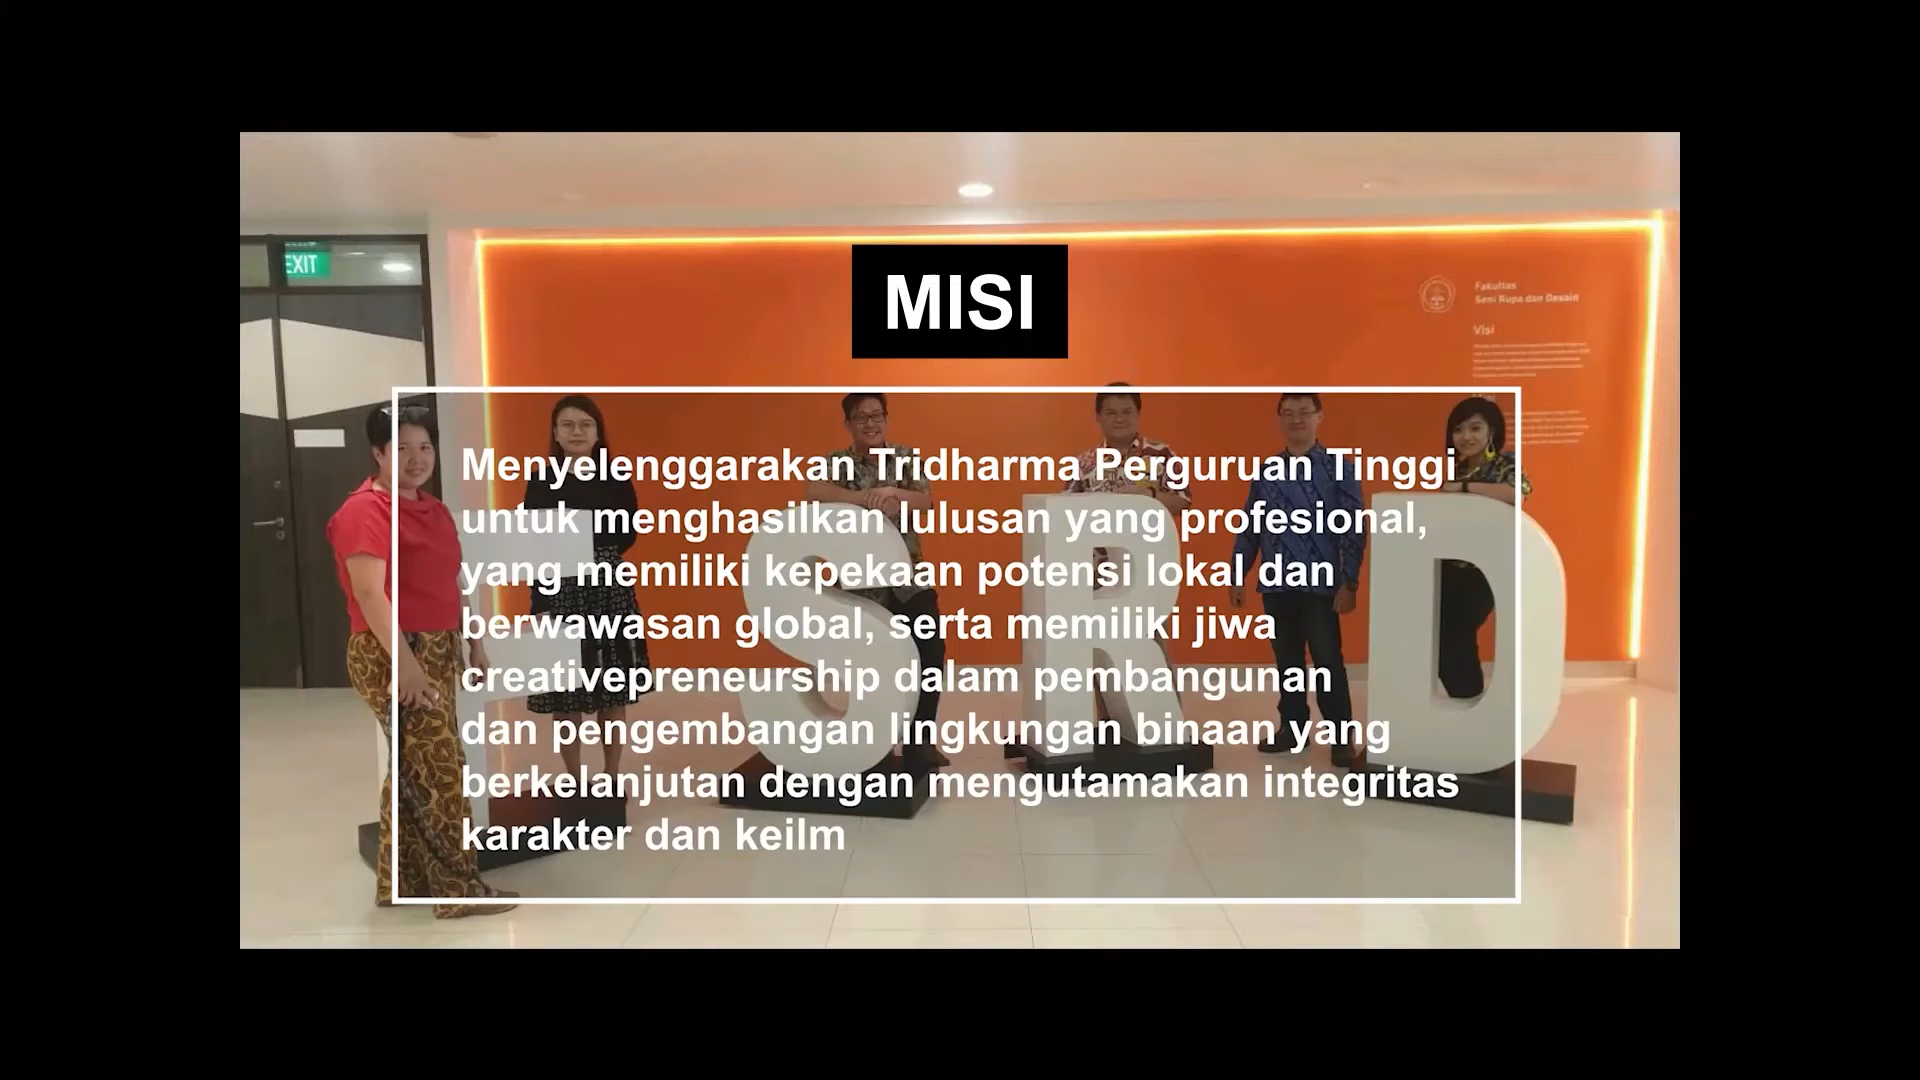 EXIT
MISI
Fakultas
Seni Rupa dan Desain
Visi
Menyelenggarakan Tridharma Perguruan Tinggi
untuk menghasilkan lulusan yang profesional,
yang memiliki kepekaan potensi lokal dan
berwawasan global, serta memiliki jiwa
creativepreneurship dalam pembangunan
dan pengembangan lingkungan binaan yang
berkelanjutan dengan mengutamakan integritas
karakter dan keilm
F S R D